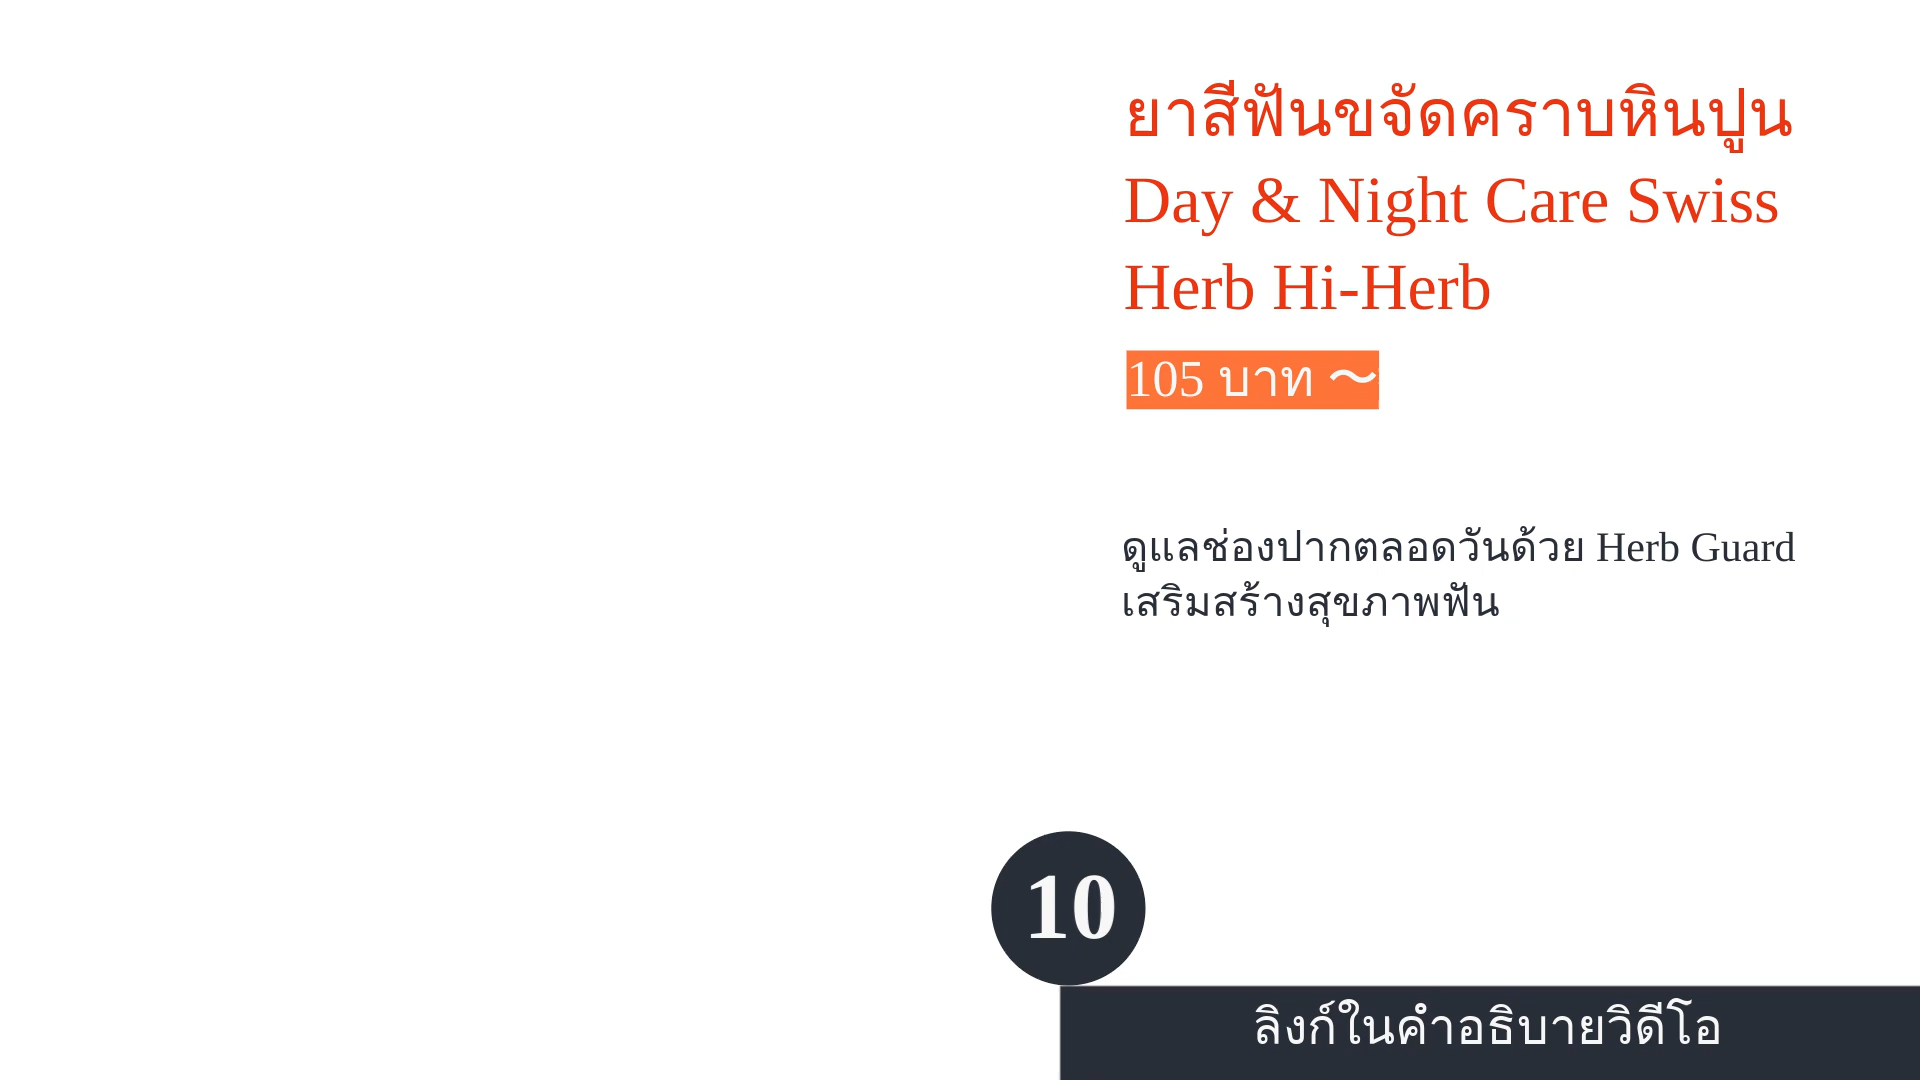 ยาสีฟันขจัดคราบหินปูน
Day & Night Care Swiss
Herb Hi-Herb
105 บาท ～
ดูแลช่องปากตลอดวันด้วย Herb Guard
เสริมสร้างสุขภาพฟัน
10
ลิงก์ในคำอธิบายวิดีโอ